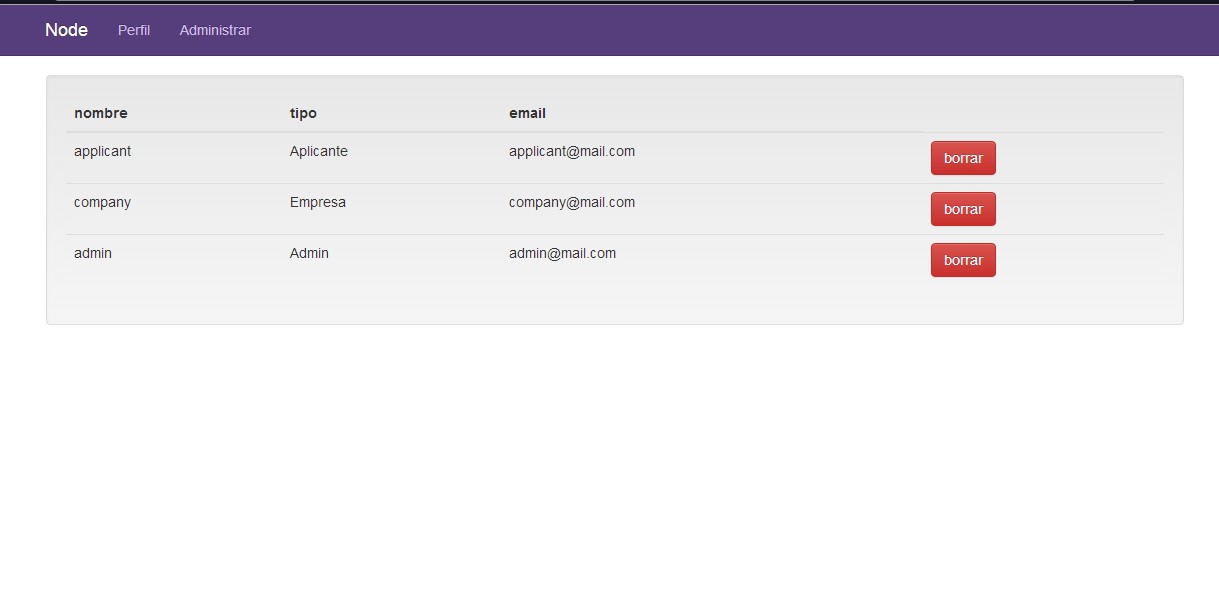 Node Perfil Administrar
nombre tipo email
applicant Aplicante applicant@mail.com borrar
company Empresa company@mail.com borrar
admin Admin admin@mail.com borrar